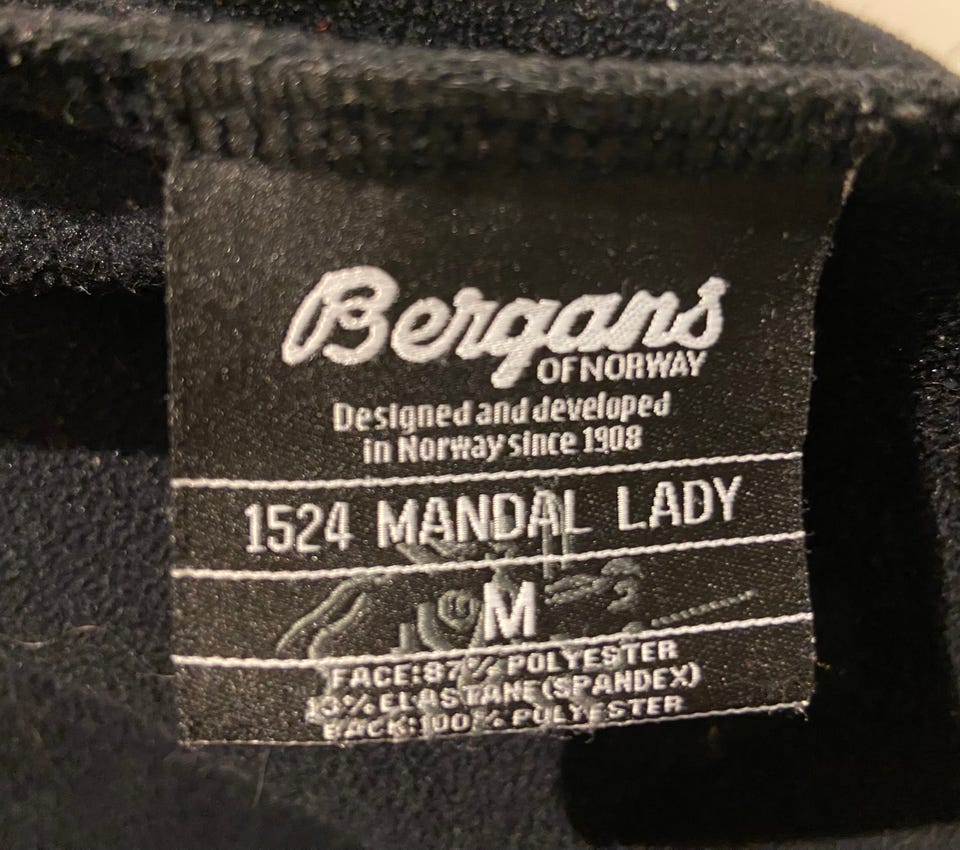 Bergans
OF NORWAY
Designed and developed
in Norway since 1908
1524 MANDAL LADY
M
FACE:87% POLYESTER
13% ELASTANE(SPANDEX)
BACK:100% POLYESTER